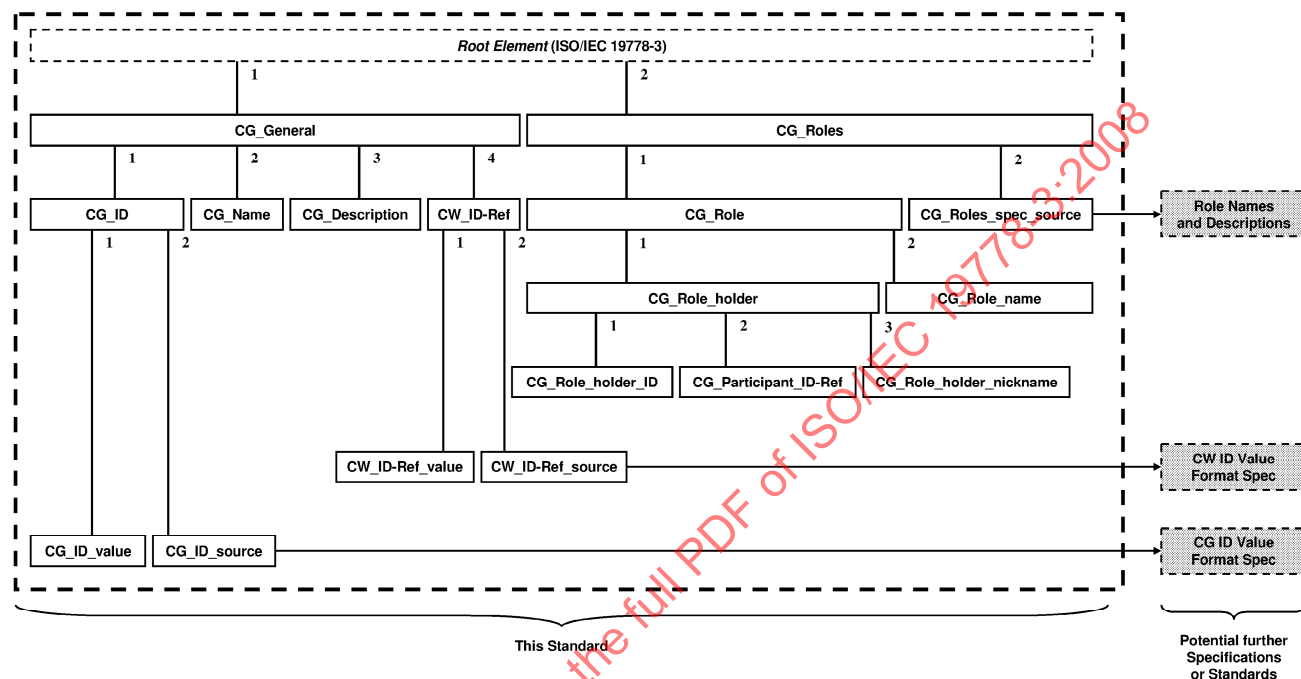 Root Element (ISO/IEC 19778-3)
1
2
CG_General
CG_Roles
1
2
3
4
1
2
CG_ID
CG_Name
CG_Description
CW_ID-Ref
CG_Role
CG_Roles_spec_source
Role Names
and Descriptions
1
2
1
2
1
2
CG_Role_holder
CG_Role_name
1
2
3
CG_Role_holder_ID
CG_Participant_ID-Ref
CG_Role_holder_nickname
CW_ID-Ref_value
CW_ID-Ref_source
CW ID Value
Format Spec
CG_ID_value
CG_ID_source
CG ID Value
Format Spec
This Standard
Potential further
Specifications
or Standards
the full PDF of ISO/IEC 19778-3:2008